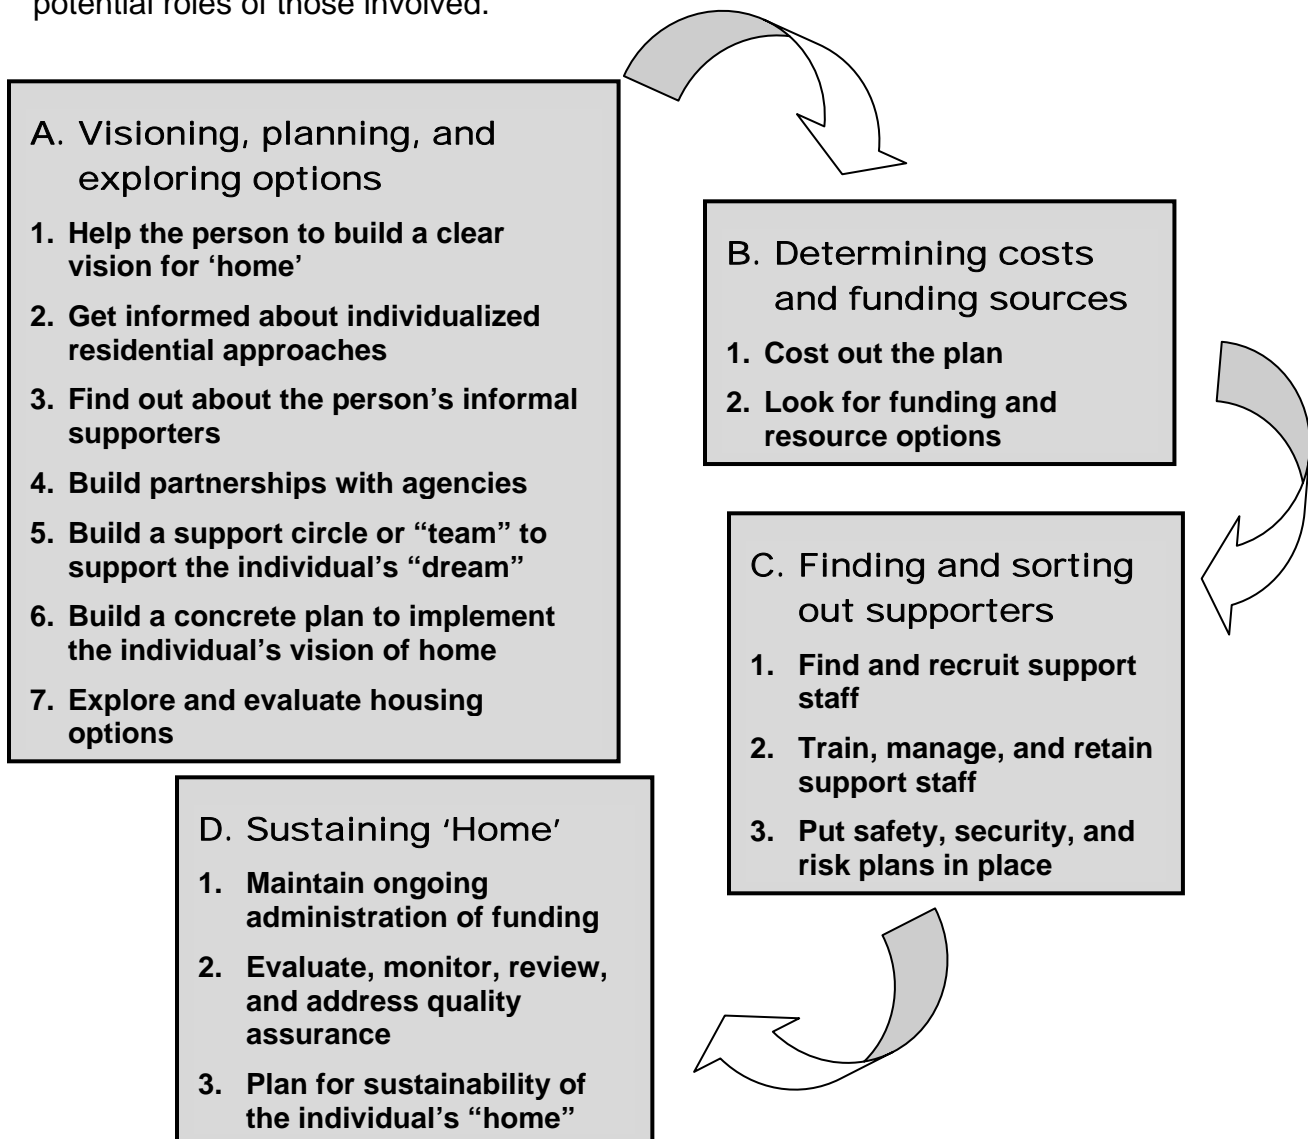 potential roles of those involved.
A. Visioning, planning, and
exploring options
1. Help the person to build a clear
vision for ‘home’
2. Get informed about individualized
residential approaches
3. Find out about the person’s informal
supporters
4. Build partnerships with agencies
5. Build a support circle or “team” to
support the individual’s “dream”
6. Build a concrete plan to implement
the individual’s vision of home
7. Explore and evaluate housing
options
B. Determining costs
and funding sources
1. Cost out the plan
2. Look for funding and
resource options
C. Finding and sorting
out supporters
1. Find and recruit support
staff
2. Train, manage, and retain
support staff
3. Put safety, security, and
risk plans in place
D. Sustaining ‘Home’
1. Maintain ongoing
administration of funding
2. Evaluate, monitor, review,
and address quality
assurance
3. Plan for sustainability of
the individual’s “home”